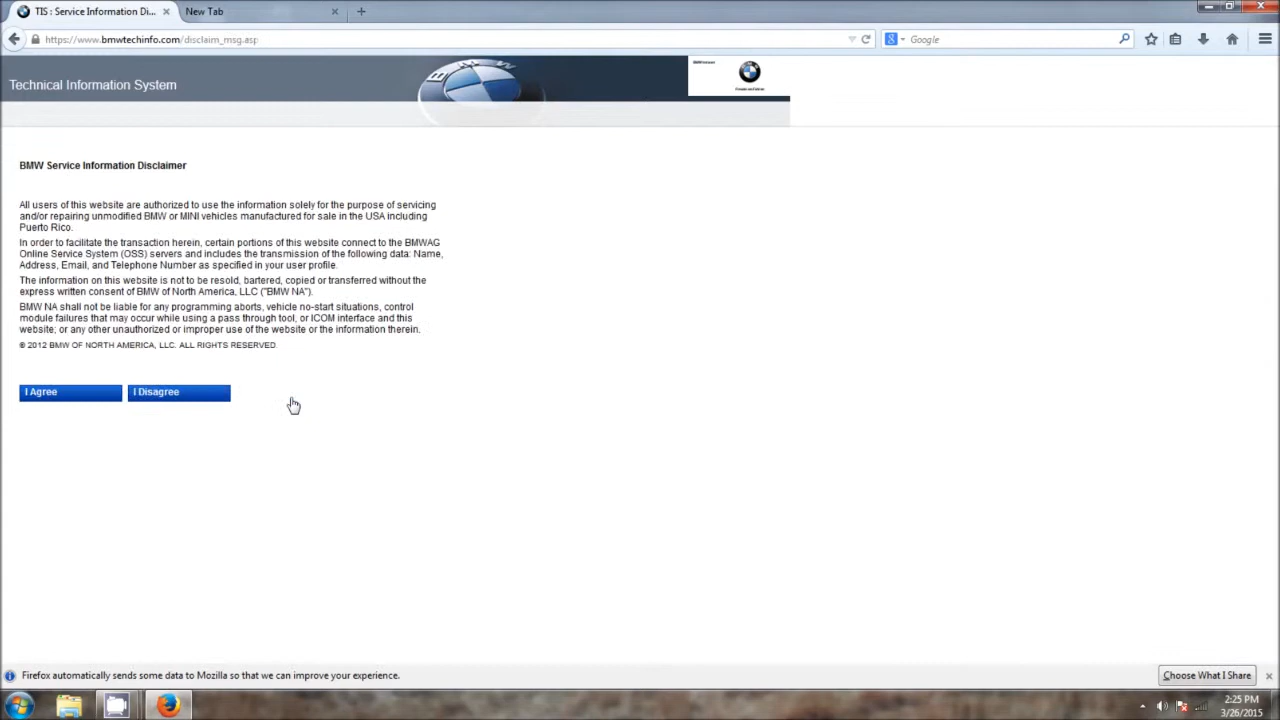 TIS : Service Information Di...
New Tab
https://www.bmwtechinfo.com/disclaim_msg.asp
Google
Technical Information System
BMW
BMW Service Information Disclaimer
All users of this website are authorized to use the information solely for the purpose of servicing
and/or repairing unmodified BMW or MINI vehicles manufactured for sale in the USA including
Puerto Rico.
In order to facilitate the transaction herein, certain portions of this website connect to the BMWAG
Online Service System (OSS) servers and includes the transmission of the following data: Name,
Address, Email, and Telephone Number as specified in your user profile.
The information on this website is not to be resold, bartered, copied or transferred without the
express written consent of BMW of North America, LLC ("BMW NA").
BMW NA shall not be liable for any programming aborts, vehicle no-start situations, control
module failures that may occur while using a pass through tool, or ICOM interface and this
website; or any other unauthorized or improper use of the website or the information therein.
© 2012 BMW OF NORTH AMERICA, LLC. ALL RIGHTS RESERVED.
I Agree
I Disagree
Firefox automatically sends some data to Mozilla so that we can improve your experience.
Choose What I Share
2:25 PM
3/26/2015